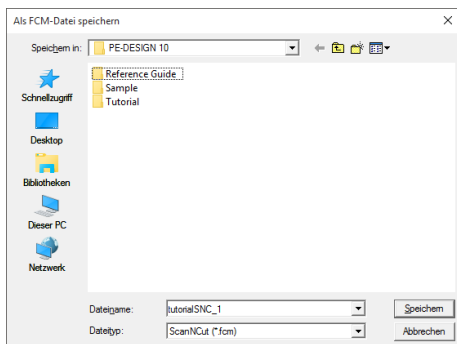 Als FCM-Datei speichern
Speichern in: PE-DESIGN 10
Reference Guide
Sample
Tutorial
Schnellzugriff
Desktop
Bibliotheken
Dieser PC
Netzwerk
Dateiname: tutorialSNC_1 Speichern
Dateityp: ScanNCut (*.fcm) Abbrechen